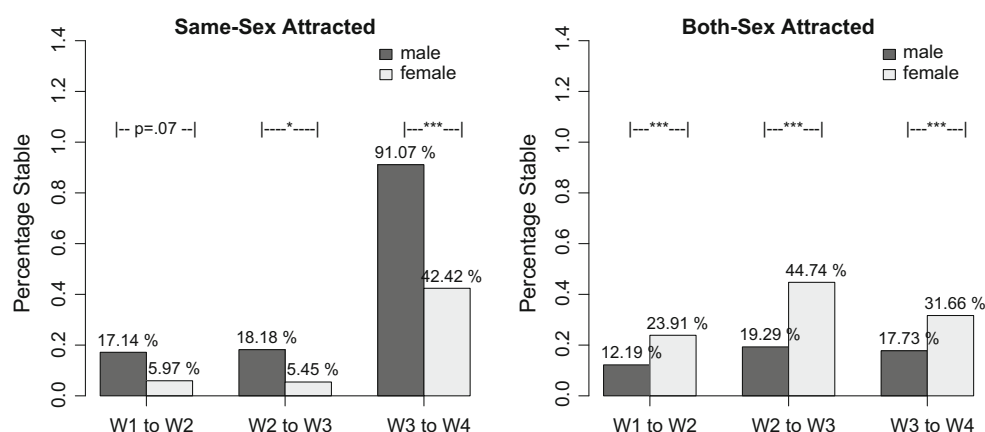 Same-Sex Attracted
Percentage Stable
1.4
1.2
1.0
0.8
0.6
0.4
0.2
0.0
male
female
|-- p=.07 --|
|----*----|
|---***---|
17.14 %
5.97 %
18.18 %
5.45 %
91.07 %
42.42 %
W1 to W2
W2 to W3
W3 to W4
Both-Sex Attracted
Percentage Stable
1.4
1.2
1.0
0.8
0.6
0.4
0.2
0.0
male
female
|---***---|
|---***---|
|---***---|
12.19 %
23.91 %
19.29 %
44.74 %
17.73 %
31.66 %
W1 to W2
W2 to W3
W3 to W4